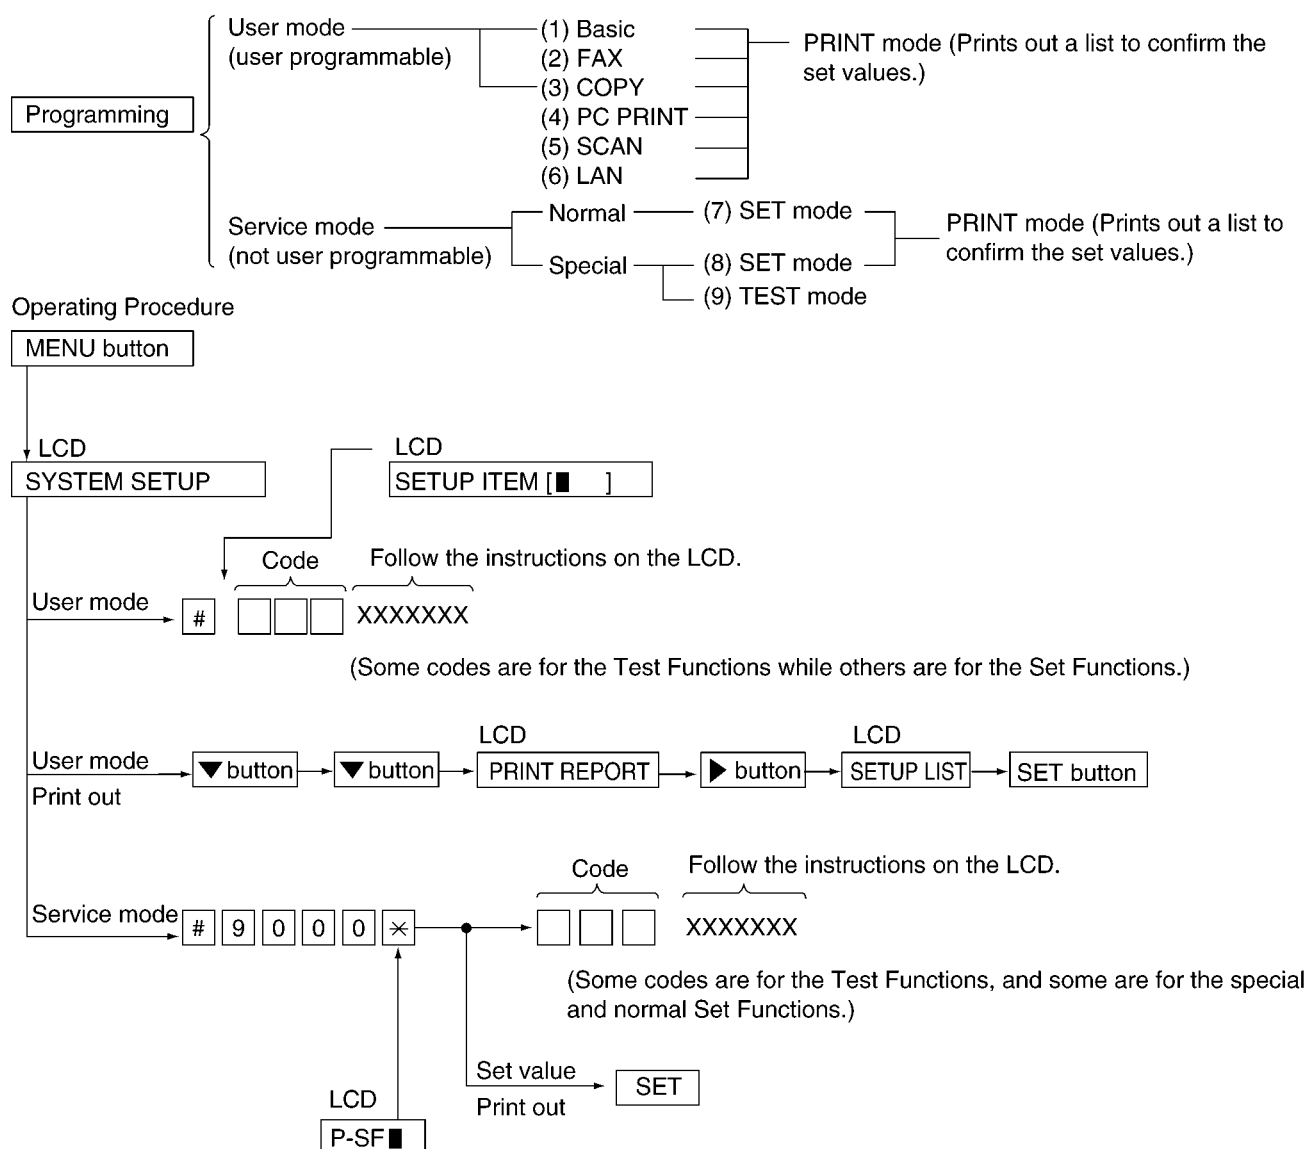 User mode
(user programmable)
(1) Basic
(2) FAX
(3) COPY
(4) PC PRINT
(5) SCAN
(6) LAN
PRINT mode (Prints out a list to confirm the
set values.)
Programming
Service mode
(not user programmable)
Normal
(7) SET mode
Special
(8) SET mode
(9) TEST mode
PRINT mode (Prints out a list to
confirm the set values.)
Operating Procedure
MENU button
LCD
SYSTEM SETUP
LCD
SETUP ITEM [█ ]
Code
Follow the instructions on the LCD.
User mode
#
XXXXXXX
(Some codes are for the Test Functions while others are for the Set Functions.)
User mode
Print out
▼ button
▼ button
LCD
PRINT REPORT
▶ button
LCD
SETUP LIST
SET button
Code
Follow the instructions on the LCD.
Service mode
# 9 0 0 0 *
XXXXXXX
(Some codes are for the Test Functions, and some are for the special
and normal Set Functions.)
Set value
Print out
SET
LCD
P-SF█